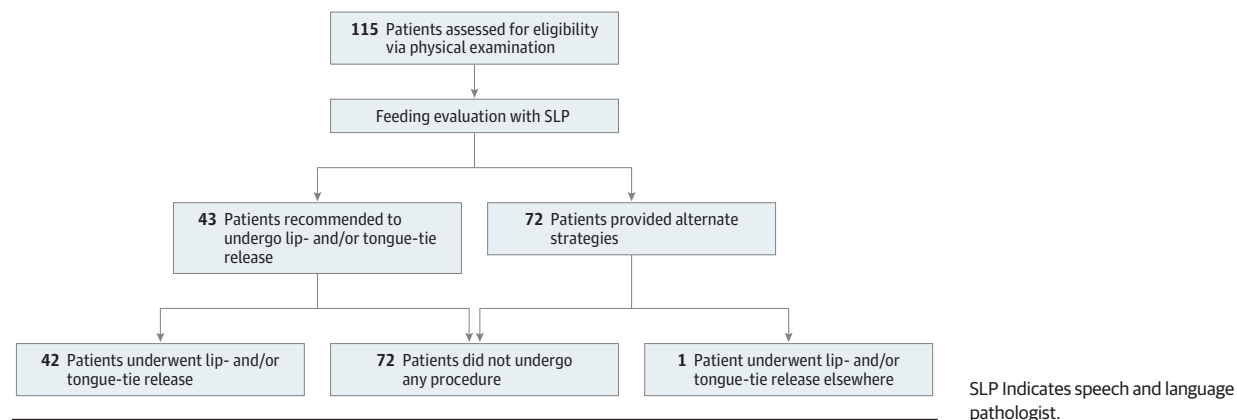 115 Patients assessed for eligibility
via physical examination
Feeding evaluation with SLP
43 Patients recommended to
undergo lip- and/or tongue-tie
release
72 Patients provided alternate
strategies
42 Patients underwent lip- and/or
tongue-tie release
72 Patients did not undergo
any procedure
1 Patient underwent lip- and/or
tongue-tie release elsewhere
SLP Indicates speech and language
pathologist.